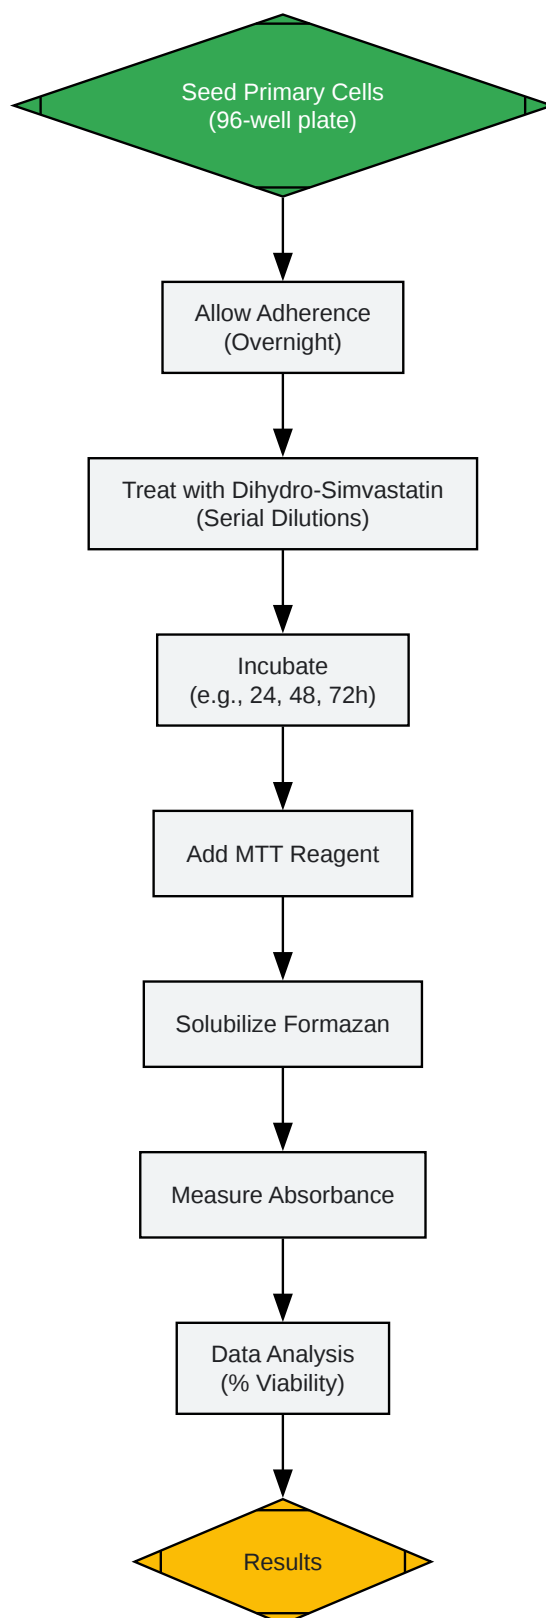 Seed Primary Cells
(96-well plate)
Allow Adherence
(Overnight)
Treat with Dihydro-Simvastatin
(Serial Dilutions)
Incubate
(e.g., 24, 48, 72h)
Add MTT Reagent
Solubilize Formazan
Measure Absorbance
Data Analysis
(% Viability)
Results